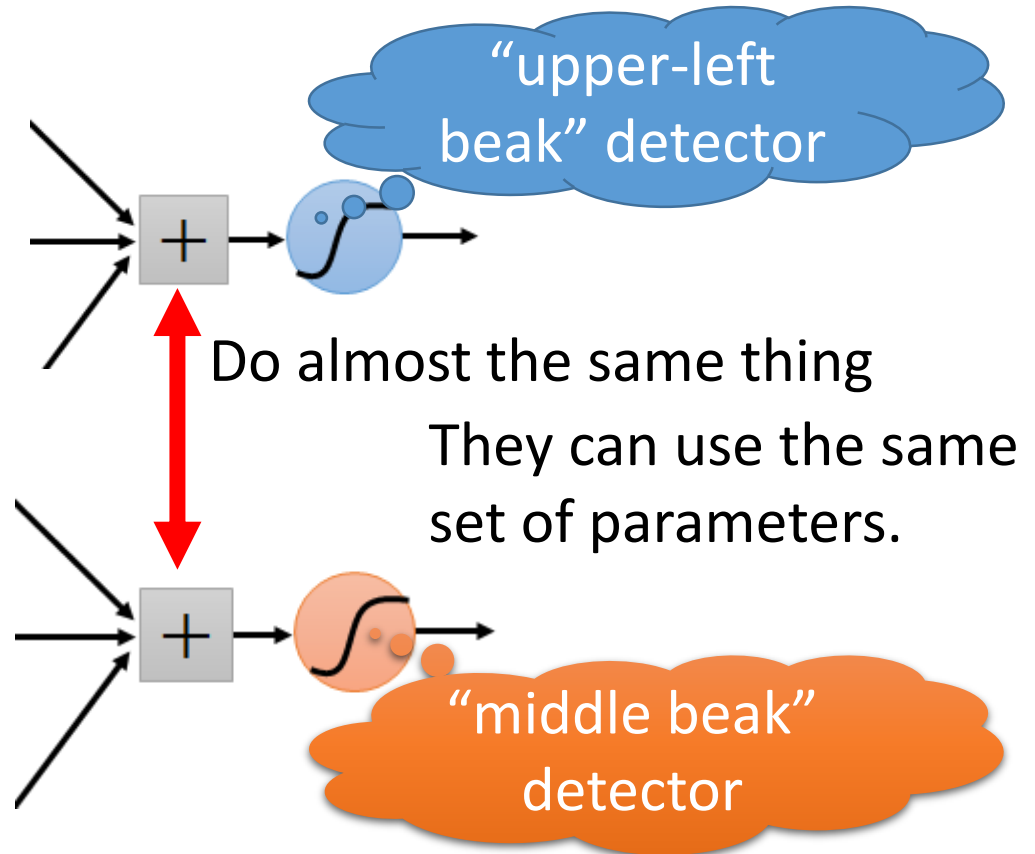 “upper-left
beak” detector
+
Do almost the same thing
They can use the same
set of parameters.
+
“middle beak”
detector